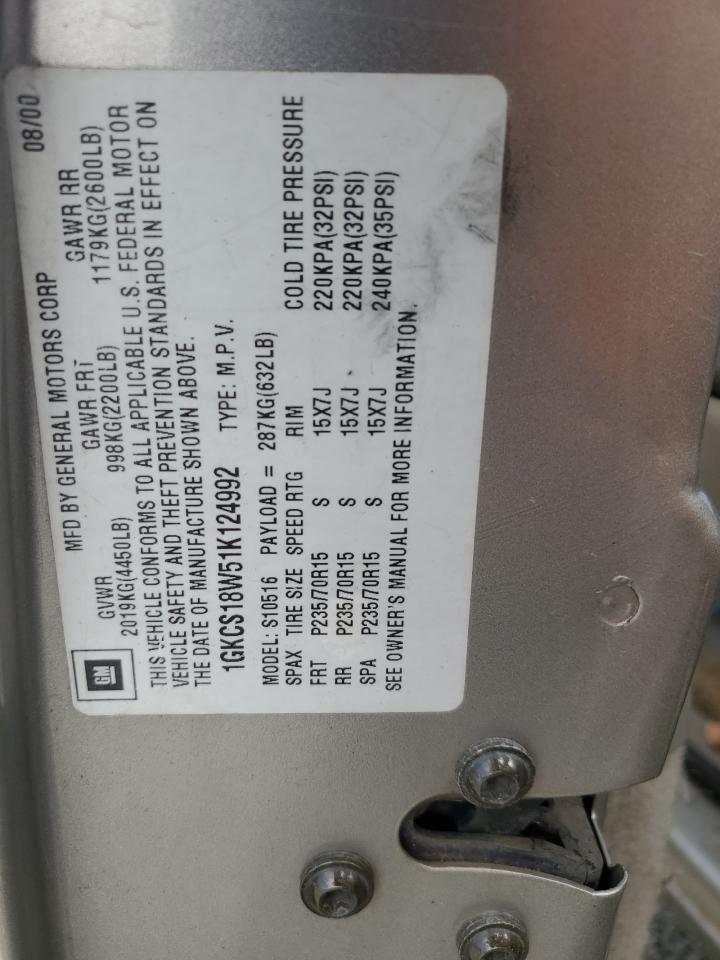 MFD BY GENERAL MOTORS CORP 08/00
GVWR GAWR FRT GAWR RR
2019KG(4450LB) 998KG(2200LB) 1179KG(2600LB)
THIS VEHICLE CONFORMS TO ALL APPLICABLE U.S. FEDERAL MOTOR
VEHICLE SAFETY AND THEFT PREVENTION STANDARDS IN EFFECT ON
THE DATE OF MANUFACTURE SHOWN ABOVE.
1GKCS18W51K124992 TYPE: M.P.V.
MODEL: S10516 PAYLOAD = 287KG(632LB)
SPAX TIRE SIZE SPEED RTG RIM COLD TIRE PRESSURE
FRT P235/70R15 S 15X7J 220KPA(32PSI)
RR P235/70R15 S 15X7J 220KPA(32PSI)
SPA P235/70R15 S 15X7J 240KPA(35PSI)
SEE OWNER'S MANUAL FOR MORE INFORMATION.
GM